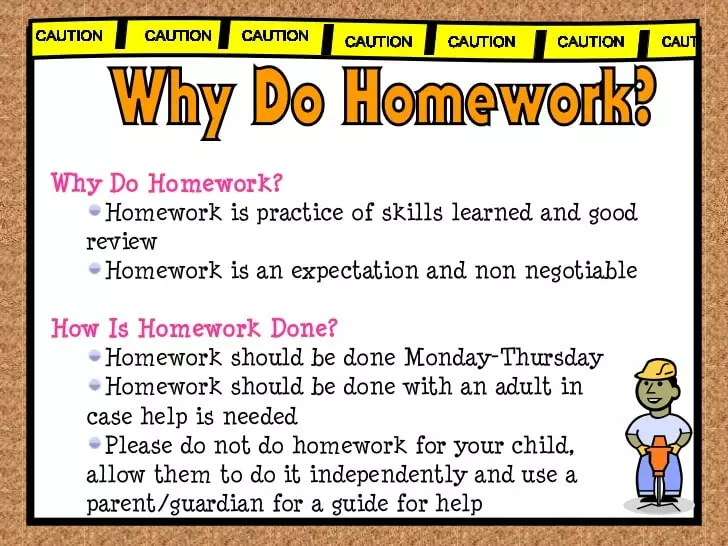 CAUTION CAUTION CAUTION CAUTION CAUTION CAUTION CAUT
Why Do Homework?
Why Do Homework?
Homework is practice of skills learned and good
review
Homework is an expectation and non negotiable
How Is Homework Done?
Homework should be done Monday-Thursday
Homework should be done with an adult in
case help is needed
Please do not do homework for your child,
allow them to do it independently and use a
parent/guardian for a guide for help